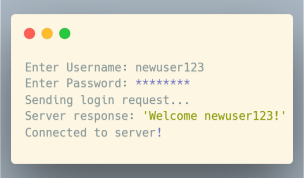 Enter Username: newuser123
Enter Password: ********
Sending login request...
Server response: 'Welcome newuser123!'
Connected to server!